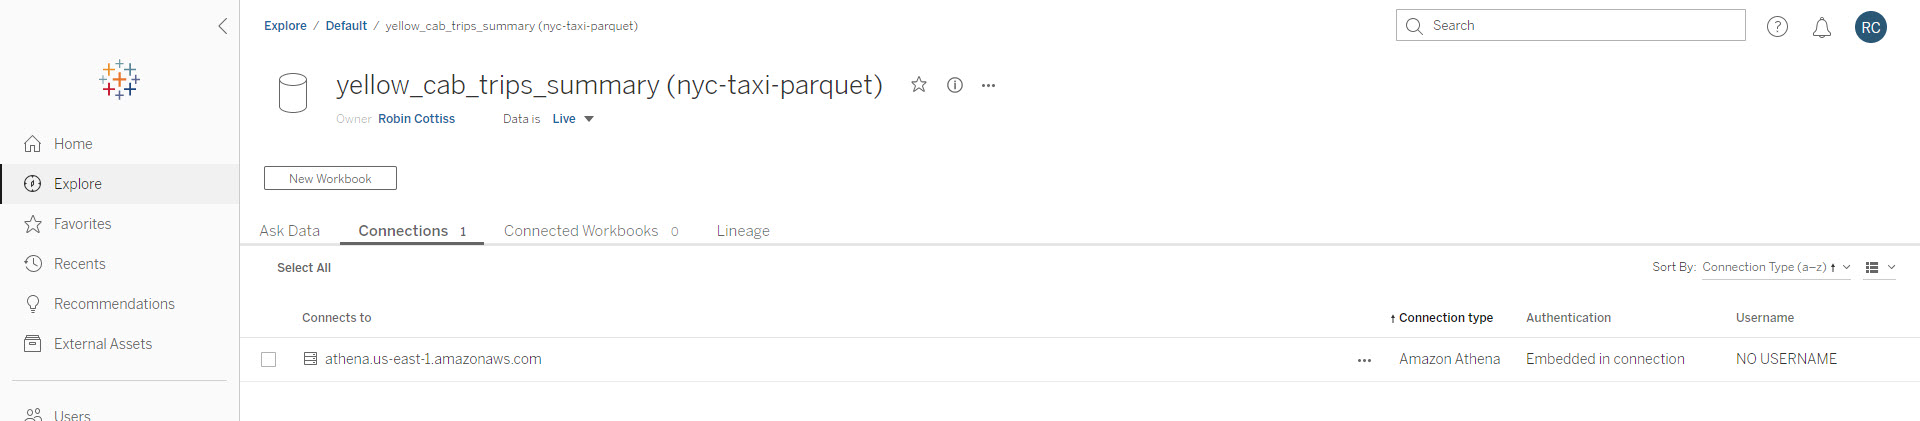 Explore / Default / yellow_cab_trips_summary (nyc-taxi-parquet)
Search
?
RC
yellow_cab_trips_summary (nyc-taxi-parquet)
Owner Robin Cottiss Data is Live
Home
Explore
Favorites
Recents
Recommendations
External Assets
Users
New Workbook
Ask Data Connections 1 Connected Workbooks 0 Lineage
Select All
Sort By: Connection Type (a–z) ↑
Connects to ↑ Connection type Authentication Username
athena.us-east-1.amazonaws.com ··· Amazon Athena Embedded in connection NO USERNAME